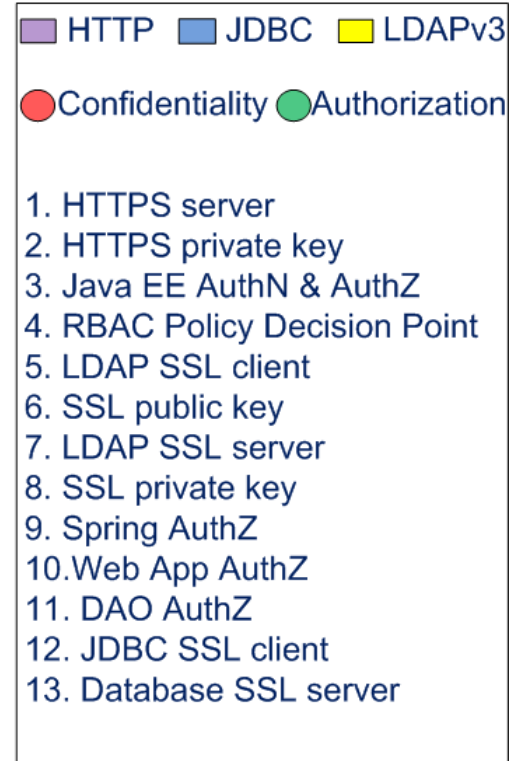 HTTP JDBC LDAPv3
Confidentiality Authorization
1. HTTPS server
2. HTTPS private key
3. Java EE AuthN & AuthZ
4. RBAC Policy Decision Point
5. LDAP SSL client
6. SSL public key
7. LDAP SSL server
8. SSL private key
9. Spring AuthZ
10.Web App AuthZ
11. DAO AuthZ
12. JDBC SSL client
13. Database SSL server